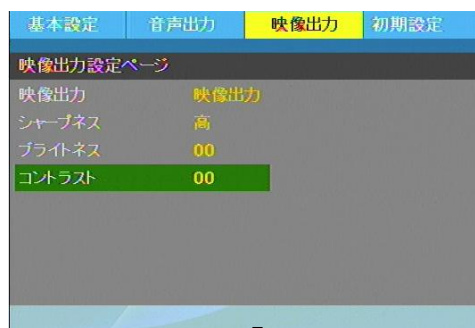 基本設定 音声出力 映像出力 初期設定
映像出力設定ページ
映像出力 映像出力
シャープネス 高
ブライトネス 00
コントラスト 00